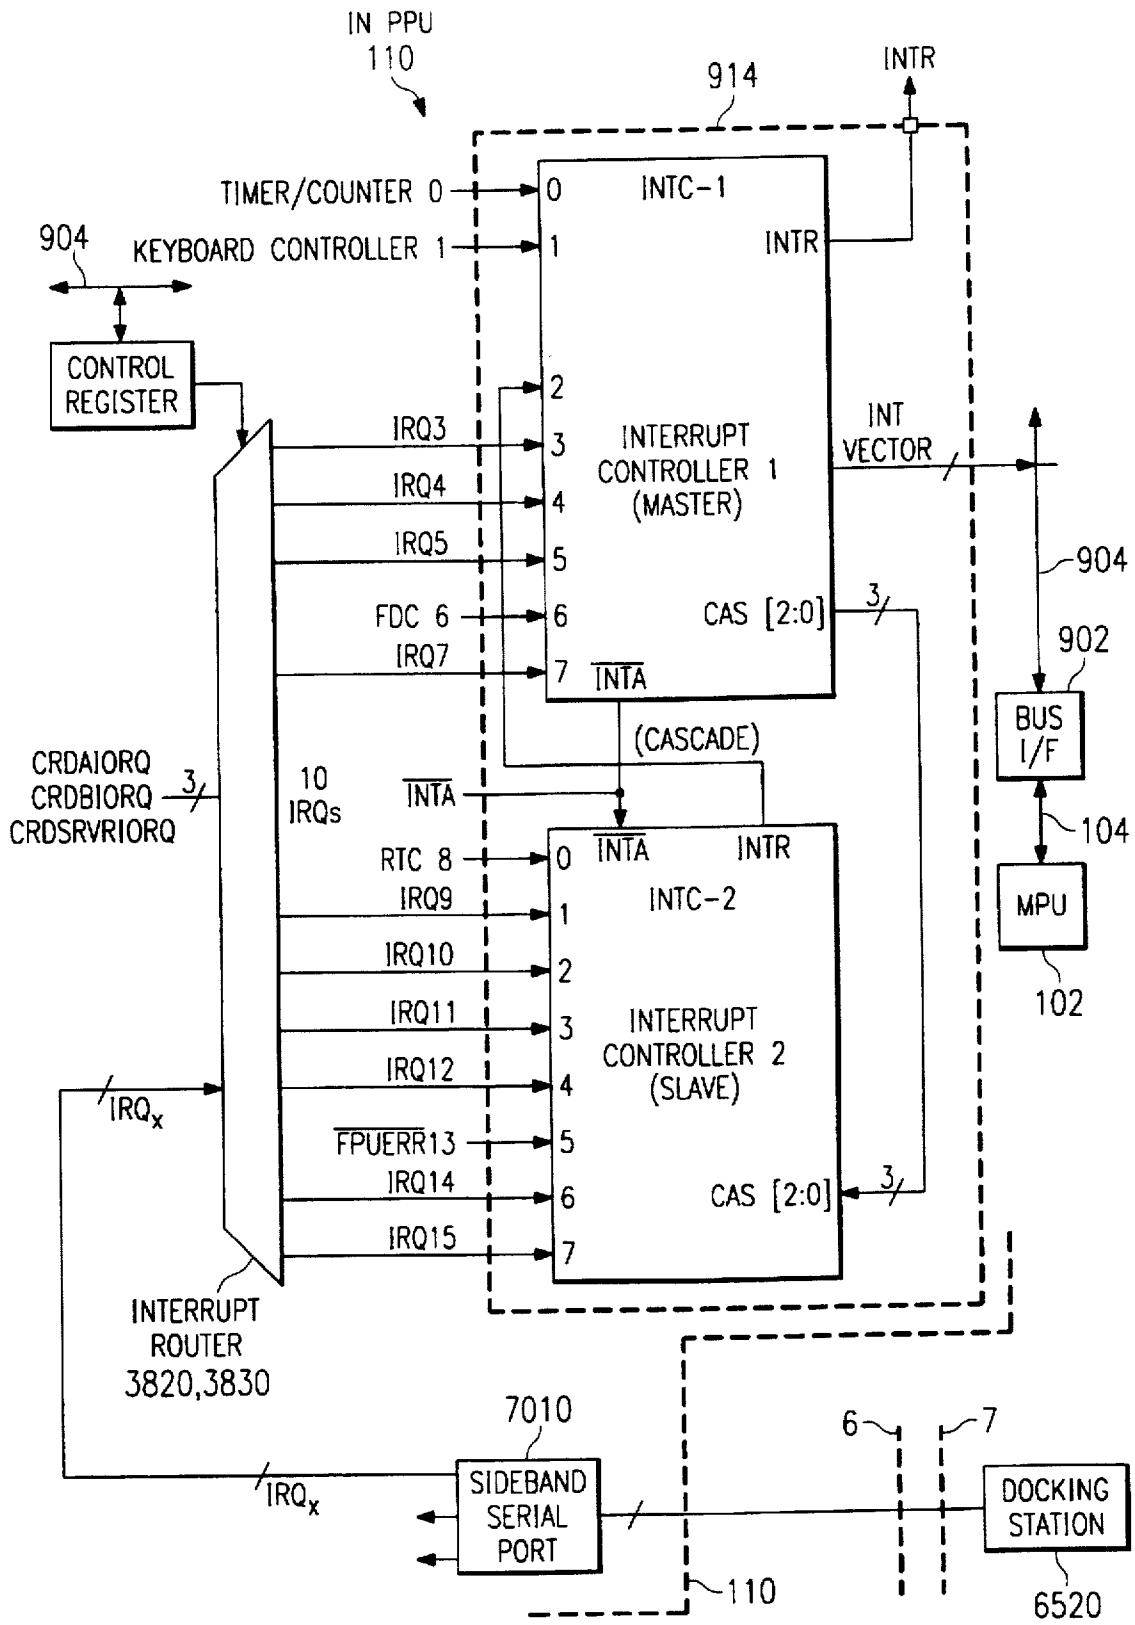 IN PPU
110
914
INTR
TIMER/COUNTER 0
0
INTC-1
904
KEYBOARD CONTROLLER 1
1
INTR
CONTROL
REGISTER
2
IRQ3
3
INTERRUPT
CONTROLLER 1
(MASTER)
INT
VECTOR
IRQ4
4
IRQ5
5
904
FDC 6
6
CAS [2:0]
3
902
IRQ7
7
INTA
BUS
I/F
(CASCADE)
CRDAIORQ
CRDBIORQ
CRDSRVRIORQ
3
10
IRQs
INTA
104
RTC 8
0
INTA
INTR
IRQ9
1
INTC-2
MPU
102
IRQ10
2
IRQ11
3
INTERRUPT
CONTROLLER 2
(SLAVE)
IRQ12
4
IRQx
FPUERR13
5
IRQ14
6
CAS [2:0]
3
IRQ15
7
INTERRUPT
ROUTER
3820,3830
7010
6
7
IRQx
SIDEBAND
SERIAL
PORT
DOCKING
STATION
110
6520